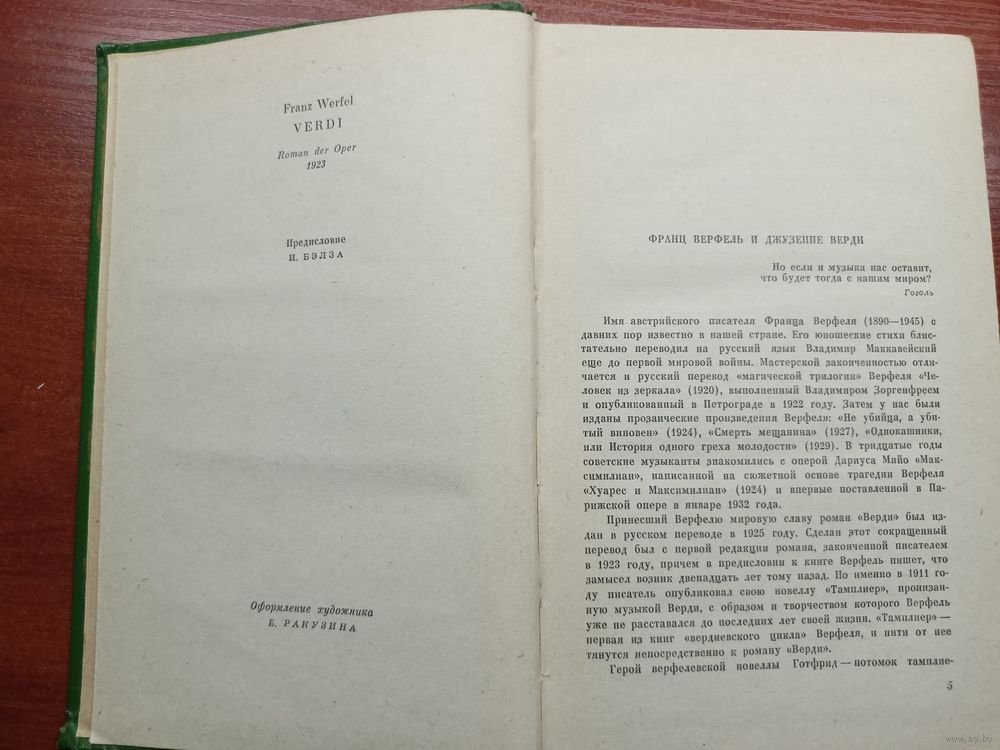 Franz Werfel
VERDI
Roman der Oper
1923
Предисловие
И. БЭЛЗА
Оформление художника
Е. РАКУЗИНА
ФРАНЦ ВЕРФЕЛЬ И ДЖУЗЕППЕ ВЕРДИ
Но если и музыка нас оставит,
что будет тогда с нашим миром?
Гоголь
Имя австрийского писателя Франца Верфеля (1890—1945) с
давних пор известно в нашей стране. Его юношеские стихи блис-
тательно переводил на русский язык Владимир Маккавейский
еще до первой мировой войны. Мастерской законченностью отли-
чается и русский перевод «магической трилогии» Верфеля «Че-
ловек из зеркала» (1920), выполненный Владимиром Зоргенфреем
и опубликованный в Петрограде в 1922 году. Затем у нас были
изданы прозаические произведения Верфеля: «Не убийца, а уби-
тый виновен» (1924), «Смерть мещанина» (1927), «Однокашники,
или История одного греха молодости» (1929). В тридцатые годы
советские музыканты знакомились с оперой Дариуса Мийо «Мак-
симилиан», написанной на сюжетной основе трагедии Верфеля
«Хуарес и Максимилиан» (1924) и впервые поставленной в Па-
рижской опере в январе 1932 года.
Принесший Верфелю мировую славу роман «Верди» был из-
дан в русском переводе в 1925 году. Сделан этот сокращенный
перевод был с первой редакции романа, законченной писателем
в 1923 году, причем в предисловии к книге Верфель пишет, что
замысел возник двенадцать лет тому назад. Но именно в 1911 го-
ду писатель опубликовал свою новеллу «Тамплиер», пронизан-
ную музыкой Верди, с образом и творчеством которого Верфель
уже не расставался до последних лет своей жизни. «Тамплиер» —
первая из книг «вердиевского цикла» Верфеля, и нити от нее
тянутся непосредственно к роману «Верди».
Герой верфелевской новеллы Готфрид — потомок тамплие-
5
www.ay.by